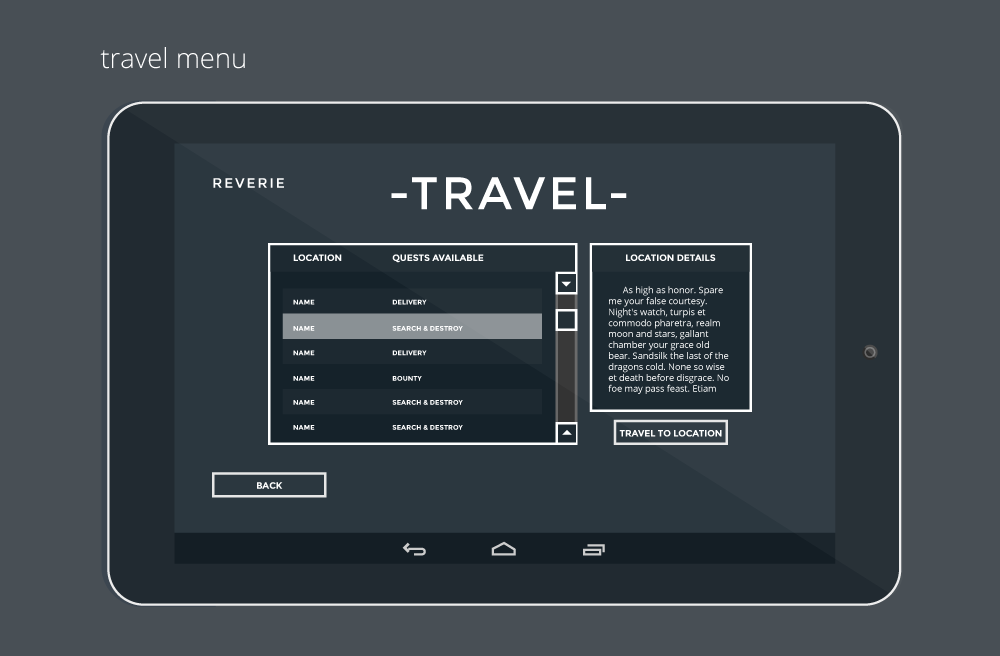 travel menu
REVERIE
-TRAVEL-
LOCATION QUESTS AVAILABLE
NAME DELIVERY
NAME SEARCH & DESTROY
NAME DELIVERY
NAME BOUNTY
NAME SEARCH & DESTROY
NAME SEARCH & DESTROY
LOCATION DETAILS
As high as honor. Spare
me your false courtesy.
Night's watch, turpis et
commodo pharetra, realm
moon and stars, gallant
chamber your grace old
bear. Sandsilk the last of the
dragons cold. None so wise
et death before disgrace. No
foe may pass feast. Etiam
TRAVEL TO LOCATION
BACK